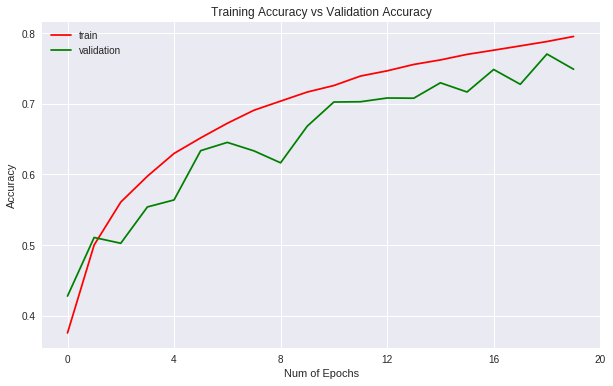 Training Accuracy vs Validation Accuracy
train
validation
0.8
0.7
0.6
0.5
0.4
Accuracy
0 4 8 12 16 20
Num of Epochs